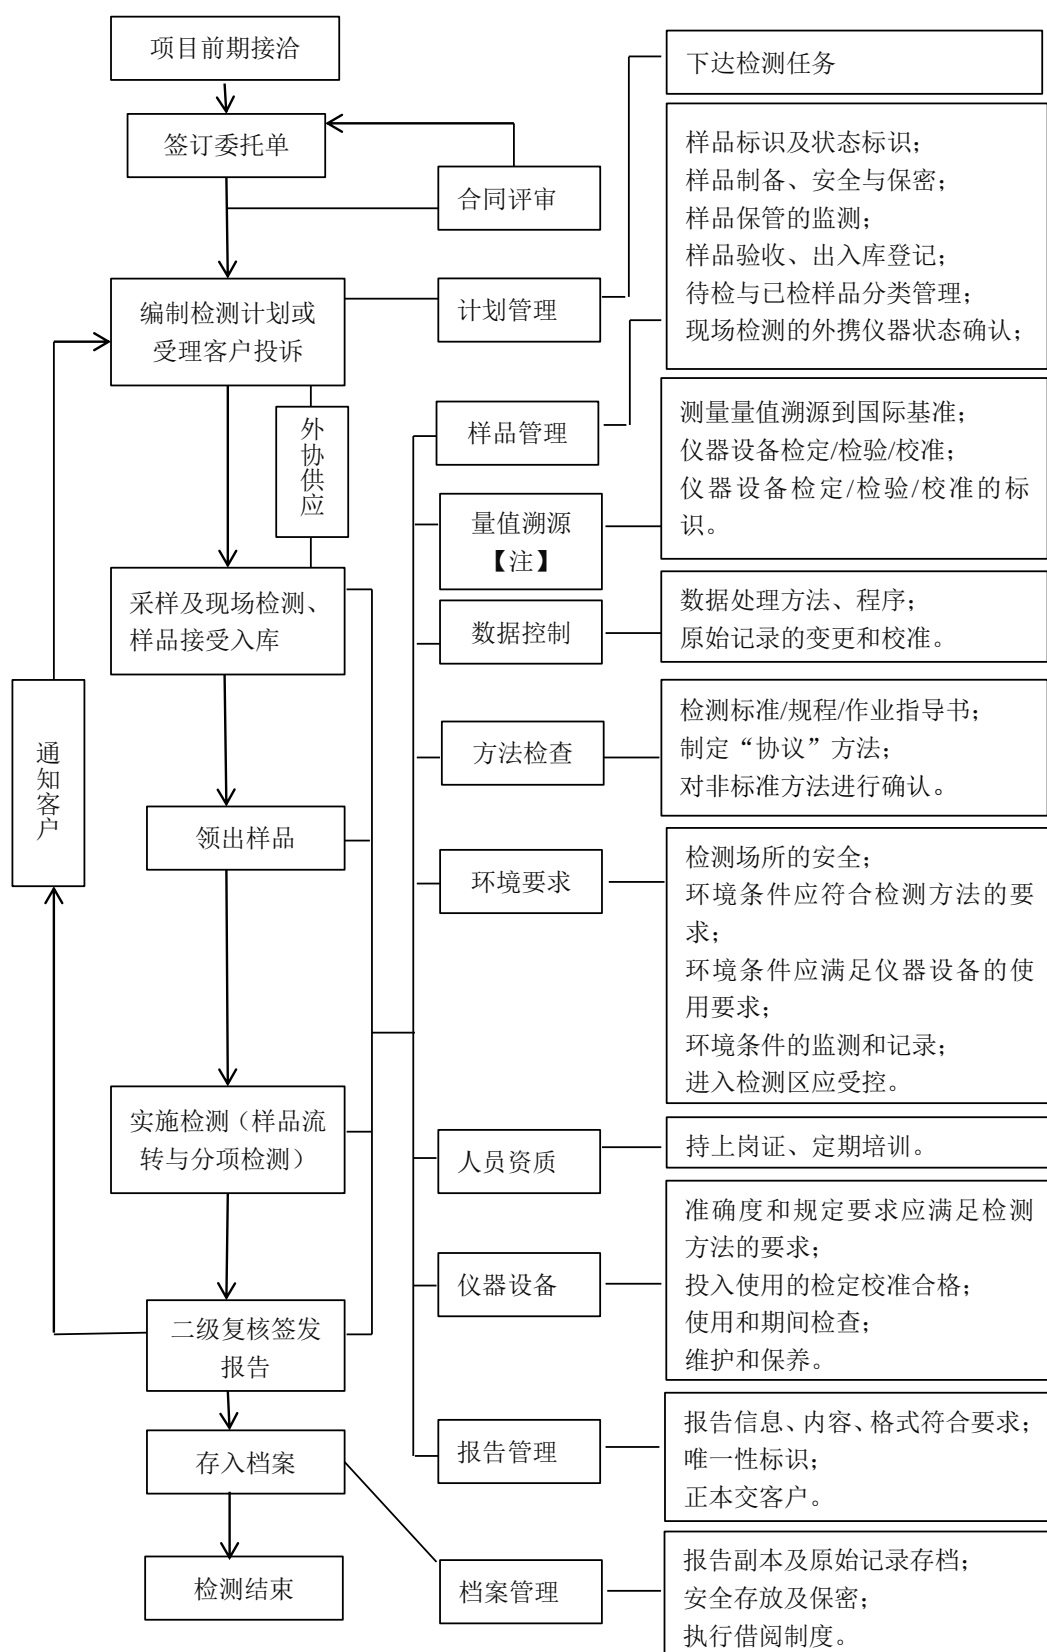 项目前期接洽
下达检测任务
签订委托单
合同评审
样品标识及状态标识；
样品制备、安全与保密；
样品保管的监测；
样品验收、出入库登记；
待检与已检样品分类管理；
现场检测的外携仪器状态确认；
编制检测计划或
受理客户投诉
计划管理
外协供应
样品管理
测量量值溯源到国际基准；
仪器设备检定/检验/校准；
仪器设备检定/检验/校准的标
识。
量值溯源
【注】
采样及现场检测、
样品接受入库
数据控制
数据处理方法、程序；
原始记录的变更和校准。
通知客户
方法检查
检测标准/规程/作业指导书；
制定“协议”方法；
对非标准方法进行确认。
领出样品
环境要求
检测场所的安全；
环境条件应符合检测方法的要
求；
环境条件应满足仪器设备的使
用要求；
环境条件的监测和记录；
进入检测区应受控。
实施检测（样品流
转与分项检测）
人员资质
持上岗证、定期培训。
仪器设备
准确度和规定要求应满足检测
方法的要求；
投入使用的检定校准合格；
使用和期间检查；
维护和保养。
二级复核签发
报告
存入档案
报告管理
报告信息、内容、格式符合要求；
唯一性标识；
正本交客户。
检测结束
档案管理
报告副本及原始记录存档；
安全存放及保密；
执行借阅制度。